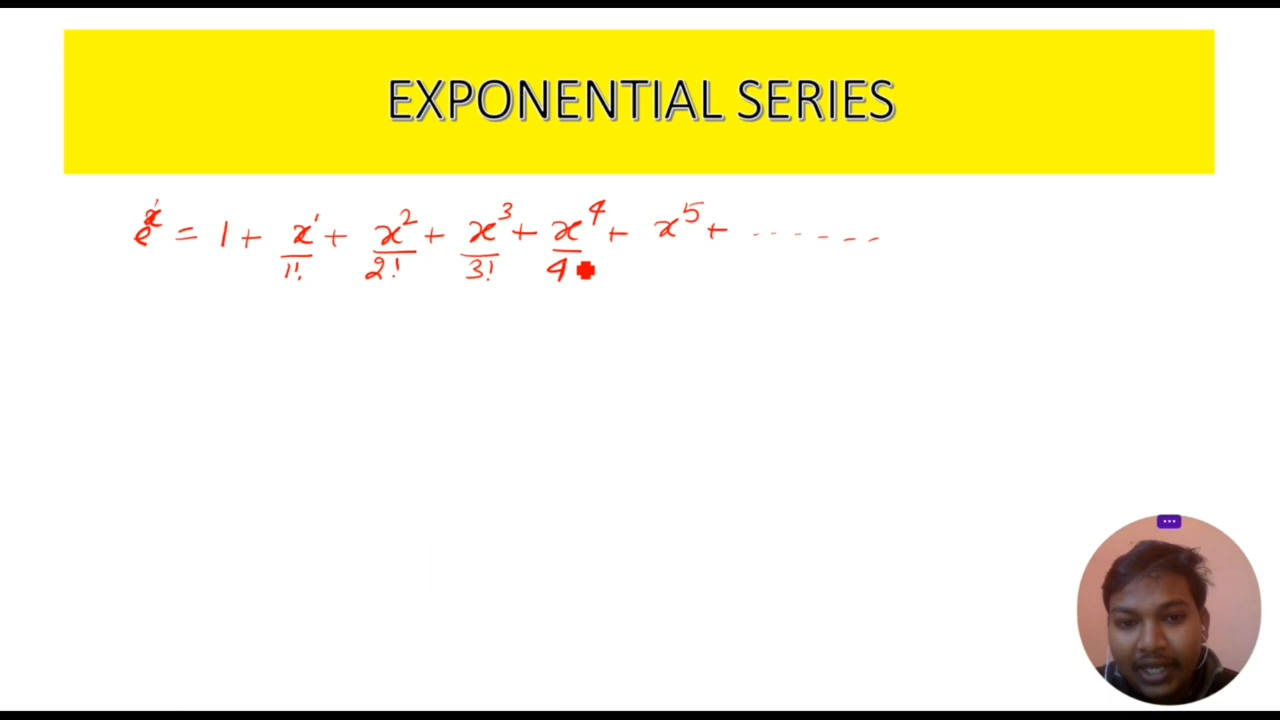 EXPONENTIAL SERIES
eˣ = 1 + x¹/1! + x²/2! + x³/3! + x⁴/4 + x⁵ + .......